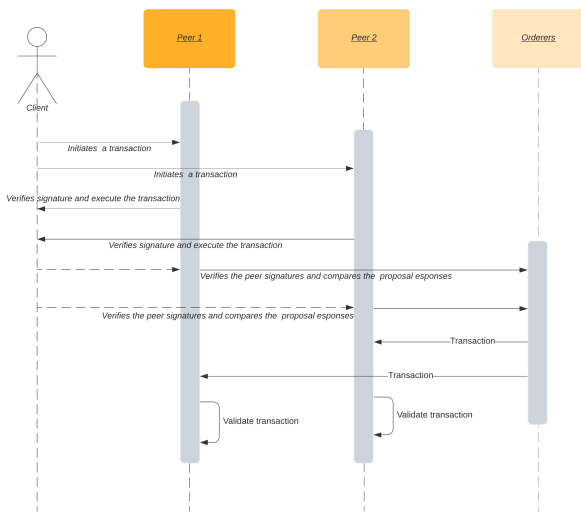 Peer 1
Peer 2
Orderers
Client
Initiates  a transaction
Initiates  a transaction
Verifies signature and execute the transaction
Verifies signature and execute the transaction
Verifies the peer signatures and compares the  proposal esponses
Verifies the peer signatures and compares the  proposal esponses
Transaction
Transaction
Validate transaction
Validate transaction